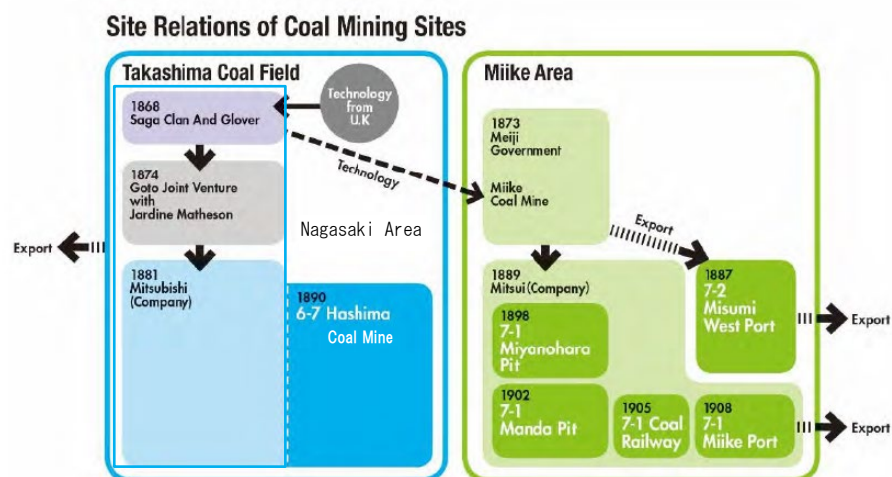 Site Relations of Coal Mining Sites
Takashima Coal Field
1868
Saga Clan And Glover
Technology
from
U.K
1874
Goto Joint Venture
with
Jardine Matheson
Technology
Nagasaki Area
Export
1881
Mitsubishi
(Company)
1890
6-7 Hashima
Coal Mine
Miike Area
1873
Meiji
Government
Miike
Coal Mine
Export
1889
Mitsui(Company)
1887
7-2
Misumi
West Port
Export
1898
7-1
Miyanohara
Pit
1902
7-1
Manda Pit
1905
7-1 Coal
Railway
1908
7-1
Miike Port
Export